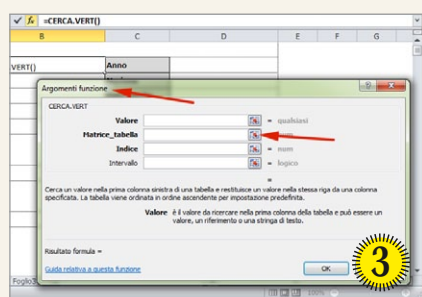 fx =CERCA.VERT()
B C D E F G
VERT() Anno
Argomenti funzione
CERCA.VERT
Valore = qualsiasi
Matrice_tabella =
Indice = num
Intervallo = logico
=
Cerca un valore nella prima colonna sinistra di una tabella e restituisce un valore nella stessa riga da una colonna
specificata. La tabella viene ordinata in ordine ascendente per impostazione predefinita.
Valore è il valore da ricercare nella prima colonna della tabella e può essere un
valore, un riferimento o una stringa di testo.
Risultato formula =
Guida relativa a questa funzione OK
3
100%